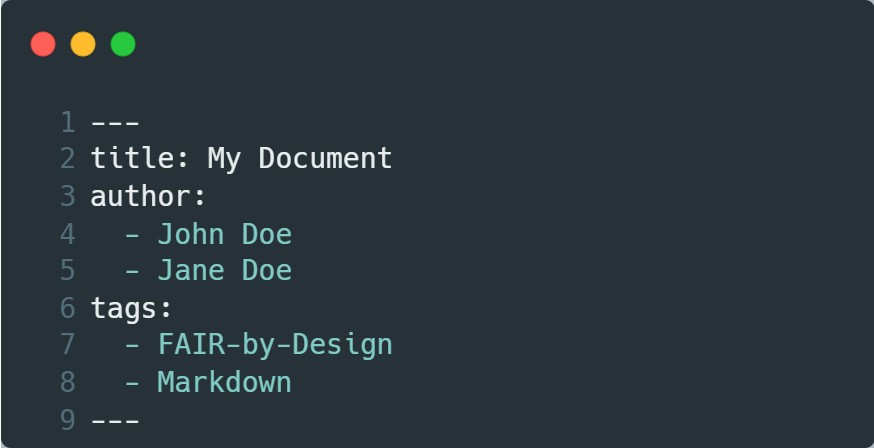 1 ---
2 title: My Document
3 author:
4   - John Doe
5   - Jane Doe
6 tags:
7   - FAIR-by-Design
8   - Markdown
9 ---